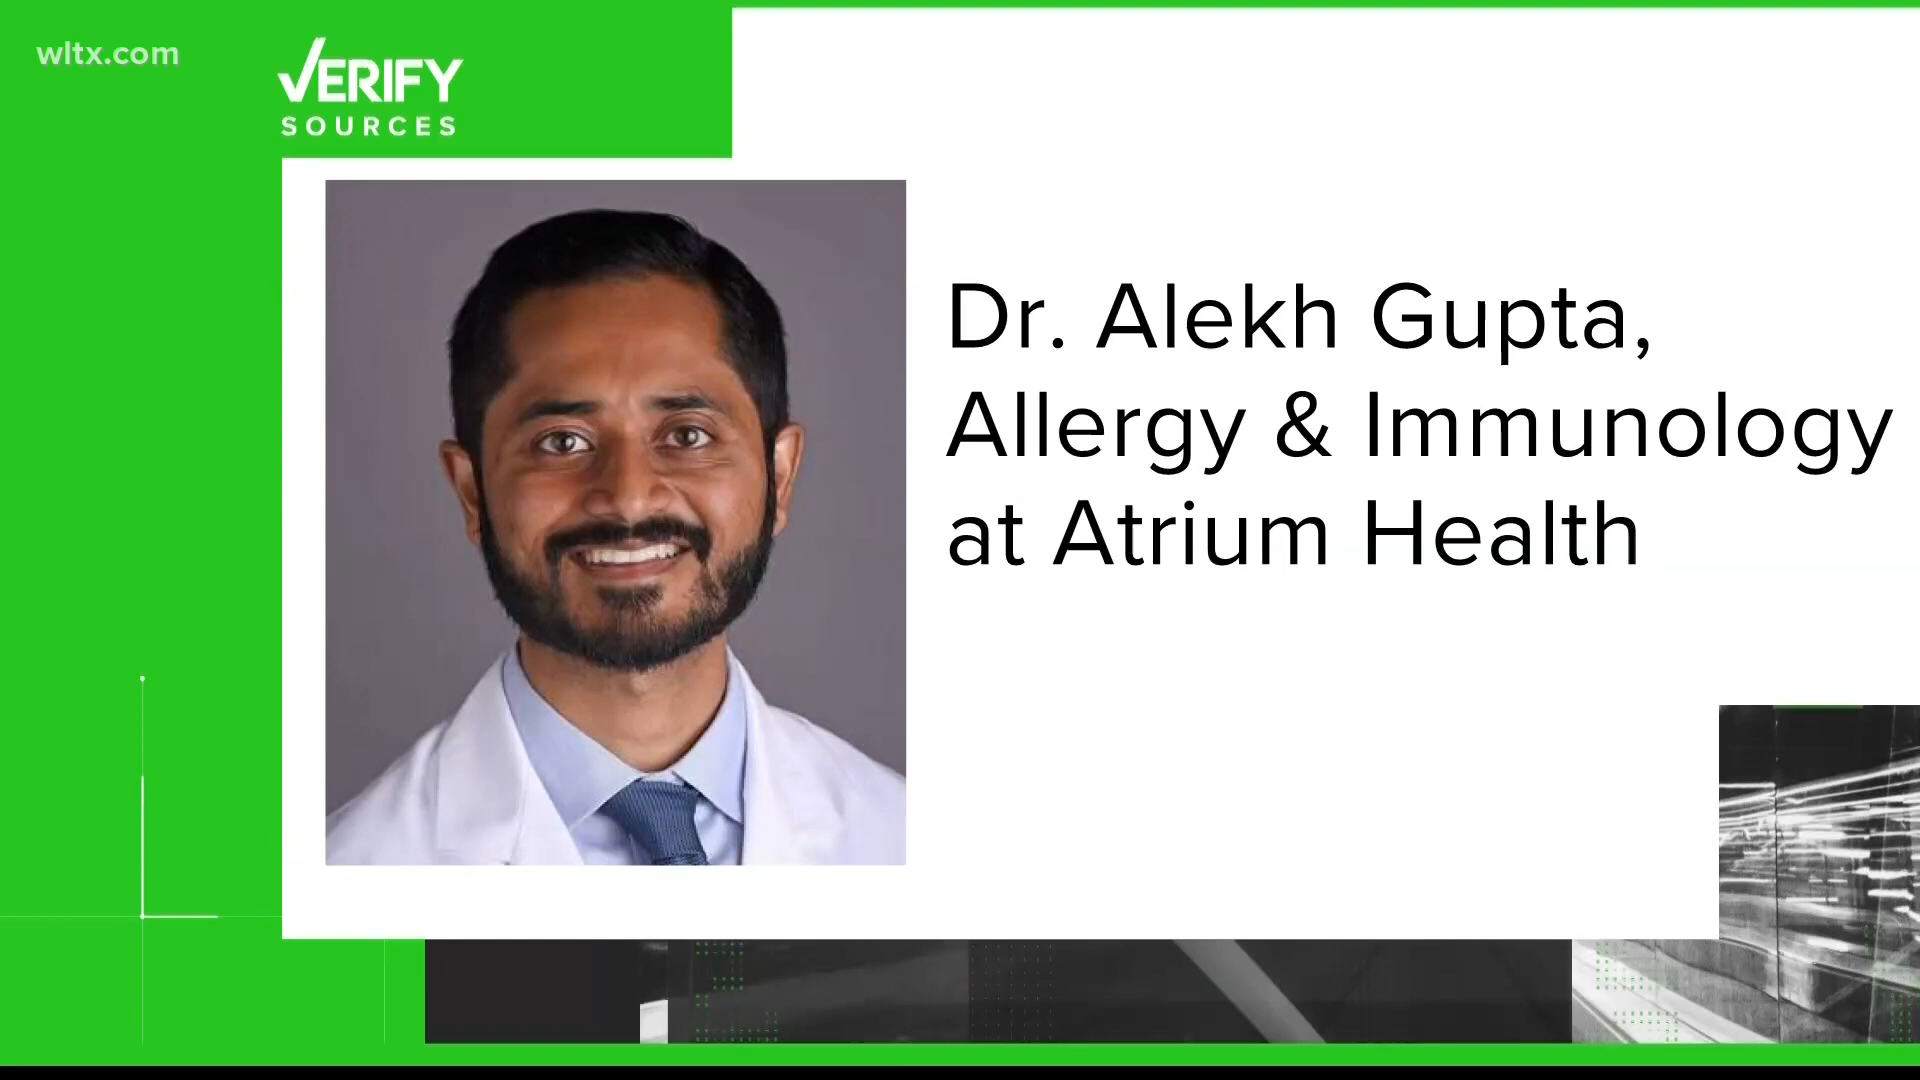 wltx.com
VERIFY
SOURCES
Dr. Alekh Gupta,
Allergy & Immunology
at Atrium Health